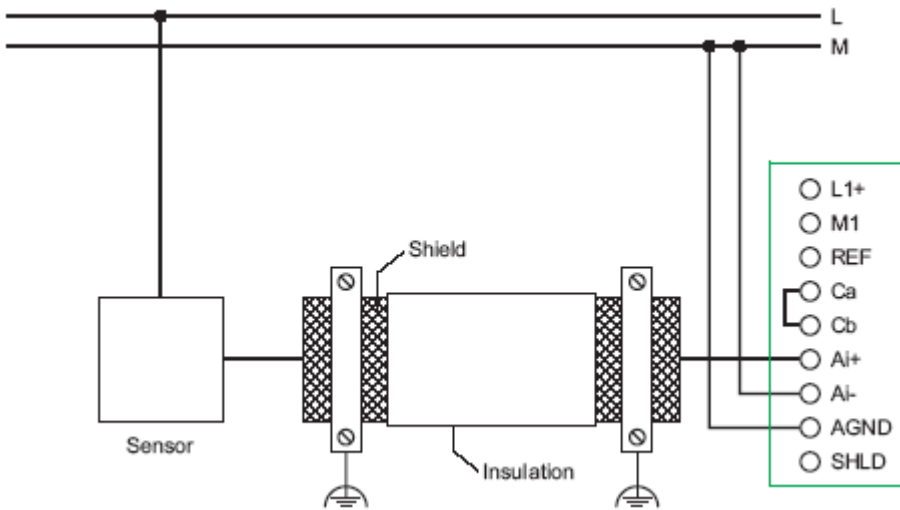 L
M
L1+
M1
REF
Shield
Ca
Cb
Ai+
Ai-
Sensor
AGND
Insulation
SHLD